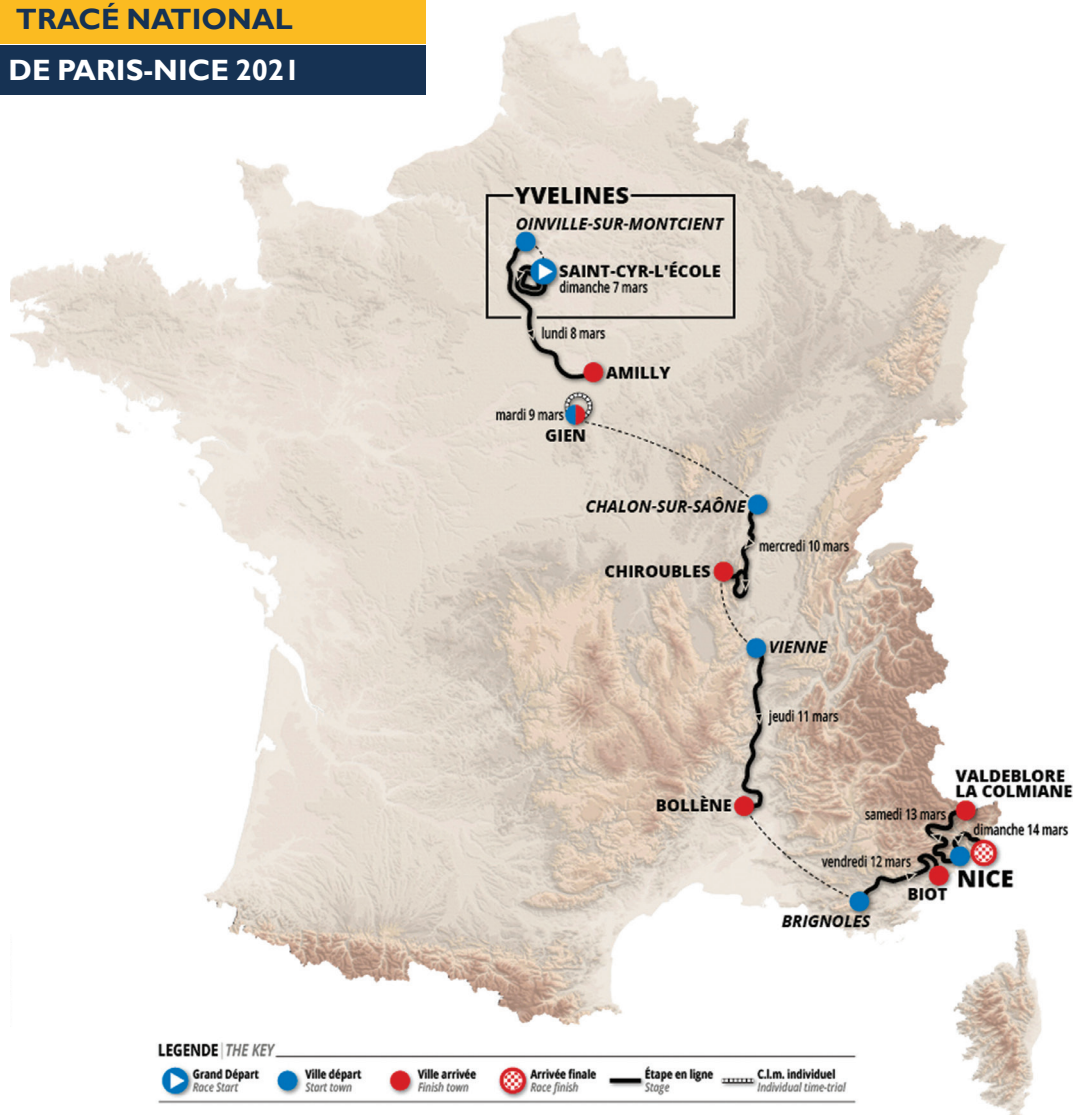 TRACÉ NATIONAL
DE PARIS-NICE 2021
YVELINES
OINVILLE-SUR-MONTCIENT
SAINT-CYR-L'ÉCOLE
dimanche 7 mars
lundi 8 mars
AMILLY
mardi 9 mars
GIEN
CHALON-SUR-SAÔNE
mercredi 10 mars
CHIROUBLES
VIENNE
jeudi 11 mars
BOLLÈNE
VALDEBLORE
LA COLMIANE
samedi 13 mars
dimanche 14 mars
vendredi 12 mars
NICE
BIOT
BRIGNOLES
LEGENDE | THE KEY
Grand Départ
Race Start
Ville départ
Start town
Ville arrivée
Finish town
Arrivée finale
Race finish
Étape en ligne
Stage
C.l.m. individuel
Individual time-trial